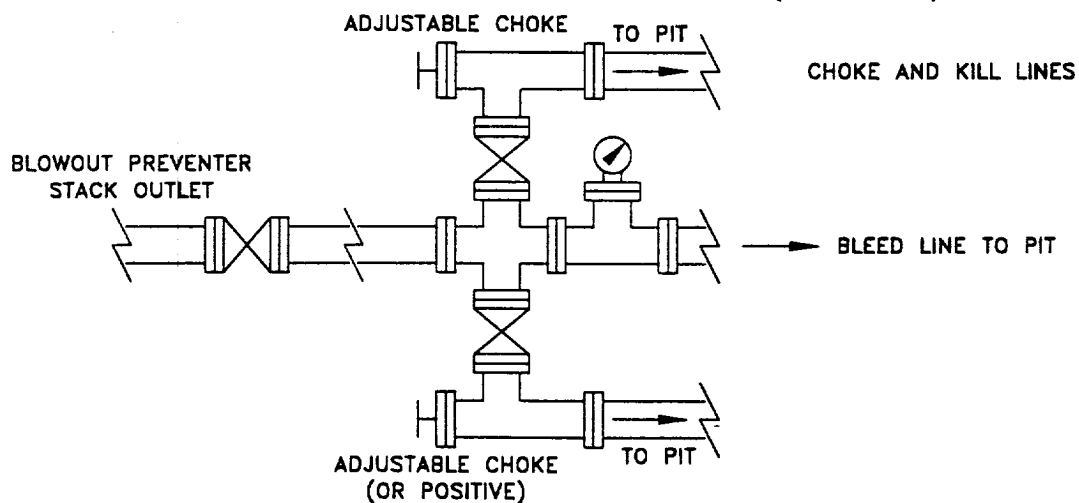 ADJUSTABLE CHOKE
TO PIT
CHOKE AND KILL LINES
BLOWOUT PREVENTER
STACK OUTLET
BLEED LINE TO PIT
TO PIT
ADJUSTABLE CHOKE
(OR POSITIVE)